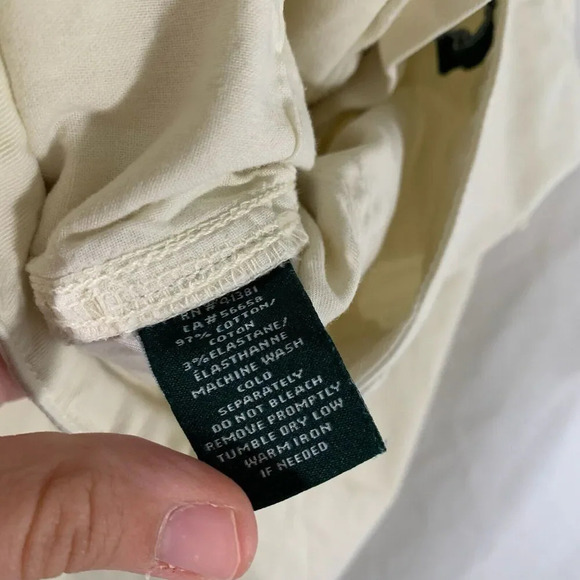 RN # 41381
CA# 56658
97% COTTON/
COTON
3% ELASTANE/
ELASTHANNE
MACHINE WASH
COLD
SEPARATELY
DO NOT BLEACH
REMOVE PROMPTLY
TUMBLE DRY LOW
WARM IRON
IF NEEDED